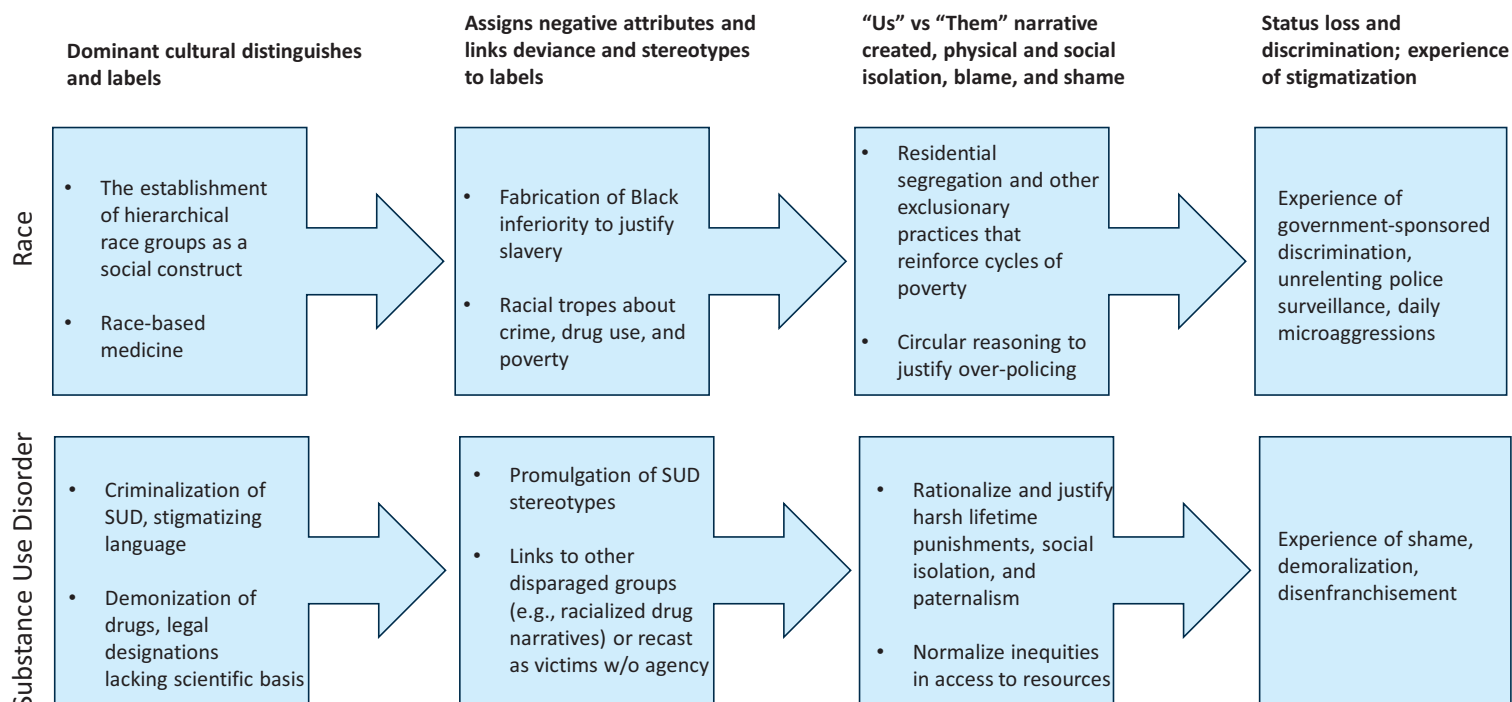 Dominant cultural distinguishes
and labels
Assigns negative attributes and
links deviance and stereotypes
to labels
“Us” vs “Them” narrative
created, physical and social
isolation, blame, and shame
Status loss and
discrimination; experience
of stigmatization
Race
• The establishment
of hierarchical
race groups as a
social construct
• Race-based
medicine
• Fabrication of Black
inferiority to justify
slavery
• Racial tropes about
crime, drug use, and
poverty
• Residential
segregation and other
exclusionary
practices that
reinforce cycles of
poverty
• Circular reasoning to
justify over-policing
Experience of
government-sponsored
discrimination,
unrelenting police
surveillance, daily
microaggressions
Substance Use Disorder
• Criminalization of
SUD, stigmatizing
language
• Demonization of
drugs, legal
designations
lacking scientific basis
• Promulgation of SUD
stereotypes
• Links to other
disparaged groups
(e.g., racialized drug
narratives) or recast
as victims w/o agency
• Rationalize and justify
harsh lifetime
punishments, social
isolation, and
paternalism
• Normalize inequities
in access to resources
Experience of shame,
demoralization,
disenfranchisement